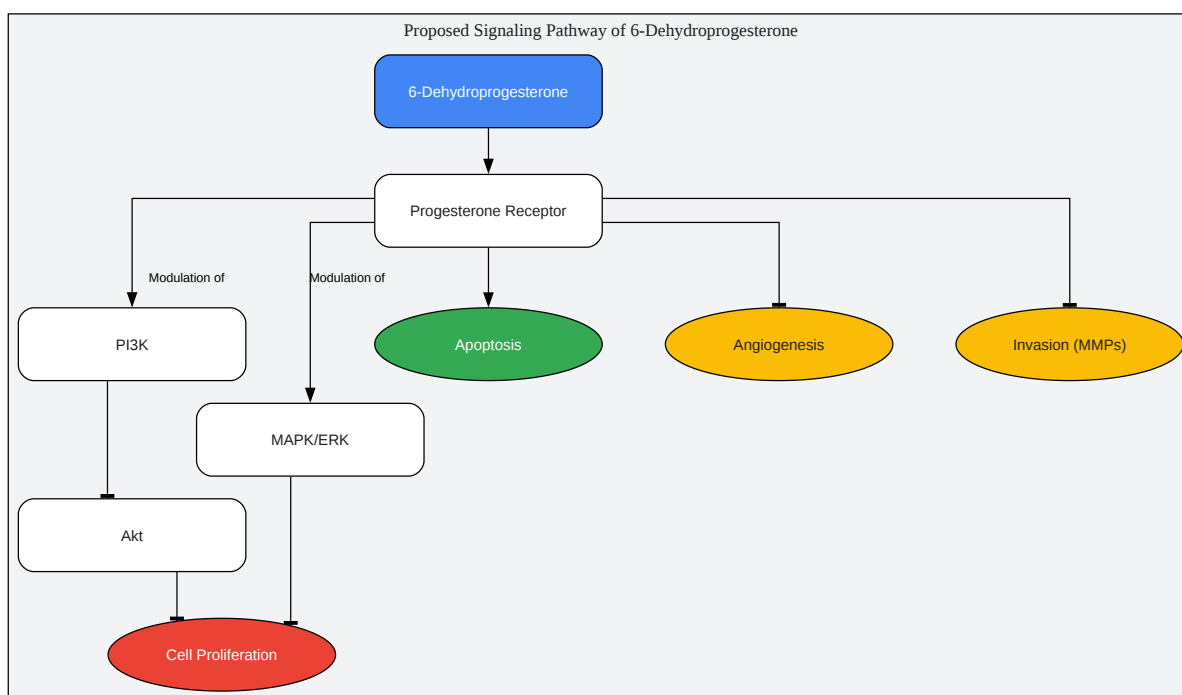 Proposed Signaling Pathway of 6-Dehydroprogesterone
6-Dehydroprogesterone
Progesterone Receptor
Modulation of
Modulation of
PI3K
Apoptosis
Angiogenesis
Invasion (MMPs)
MAPK/ERK
Akt
Cell Proliferation